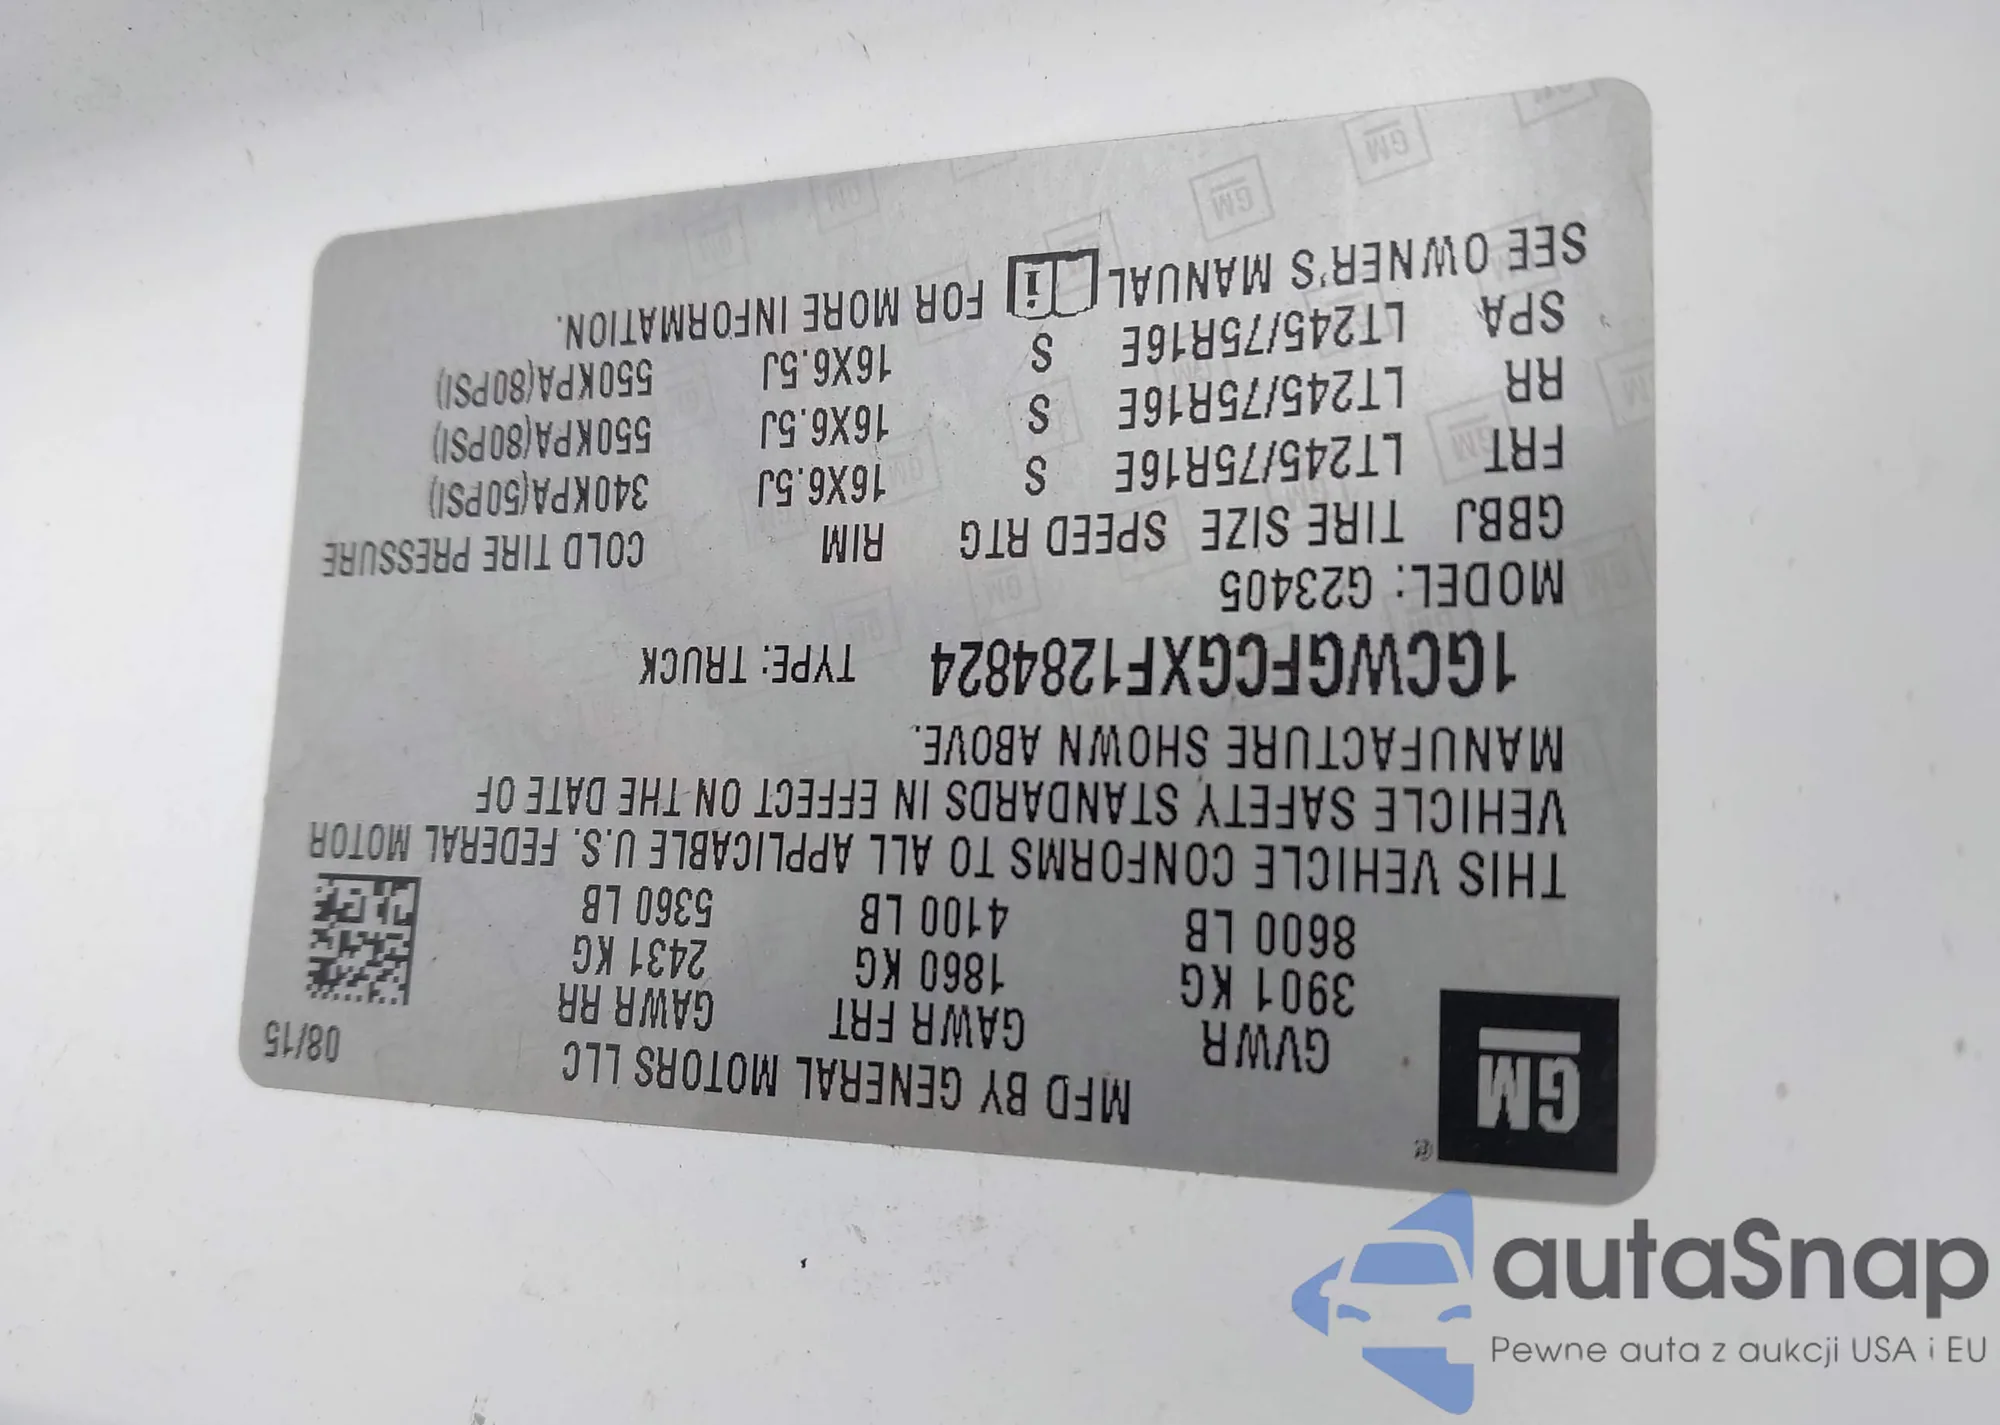 MFD BY GENERAL MOTORS LLC 08/15
GM ®
GVWR GAWR FRT GAWR RR
3901 KG 1860 KG 2431 KG
8600 LB 4100 LB 5360 LB
THIS VEHICLE CONFORMS TO ALL APPLICABLE U.S. FEDERAL MOTOR
VEHICLE SAFETY STANDARDS IN EFFECT ON THE DATE OF
MANUFACTURE SHOWN ABOVE.
1GCWGFCGXF1284824 TYPE: TRUCK
MODEL: G23405
GBBJ TIRE SIZE SPEED RTG RIM COLD TIRE PRESSURE
FRT LT245/75R16E S 16X6.5J 340KPA(50PSI)
RR LT245/75R16E S 16X6.5J 550KPA(80PSI)
SPA LT245/75R16E S 16X6.5J 550KPA(80PSI)
SEE OWNER'S MANUAL i FOR MORE INFORMATION.
autaSnap
Pewne auta z aukcji USA i EU